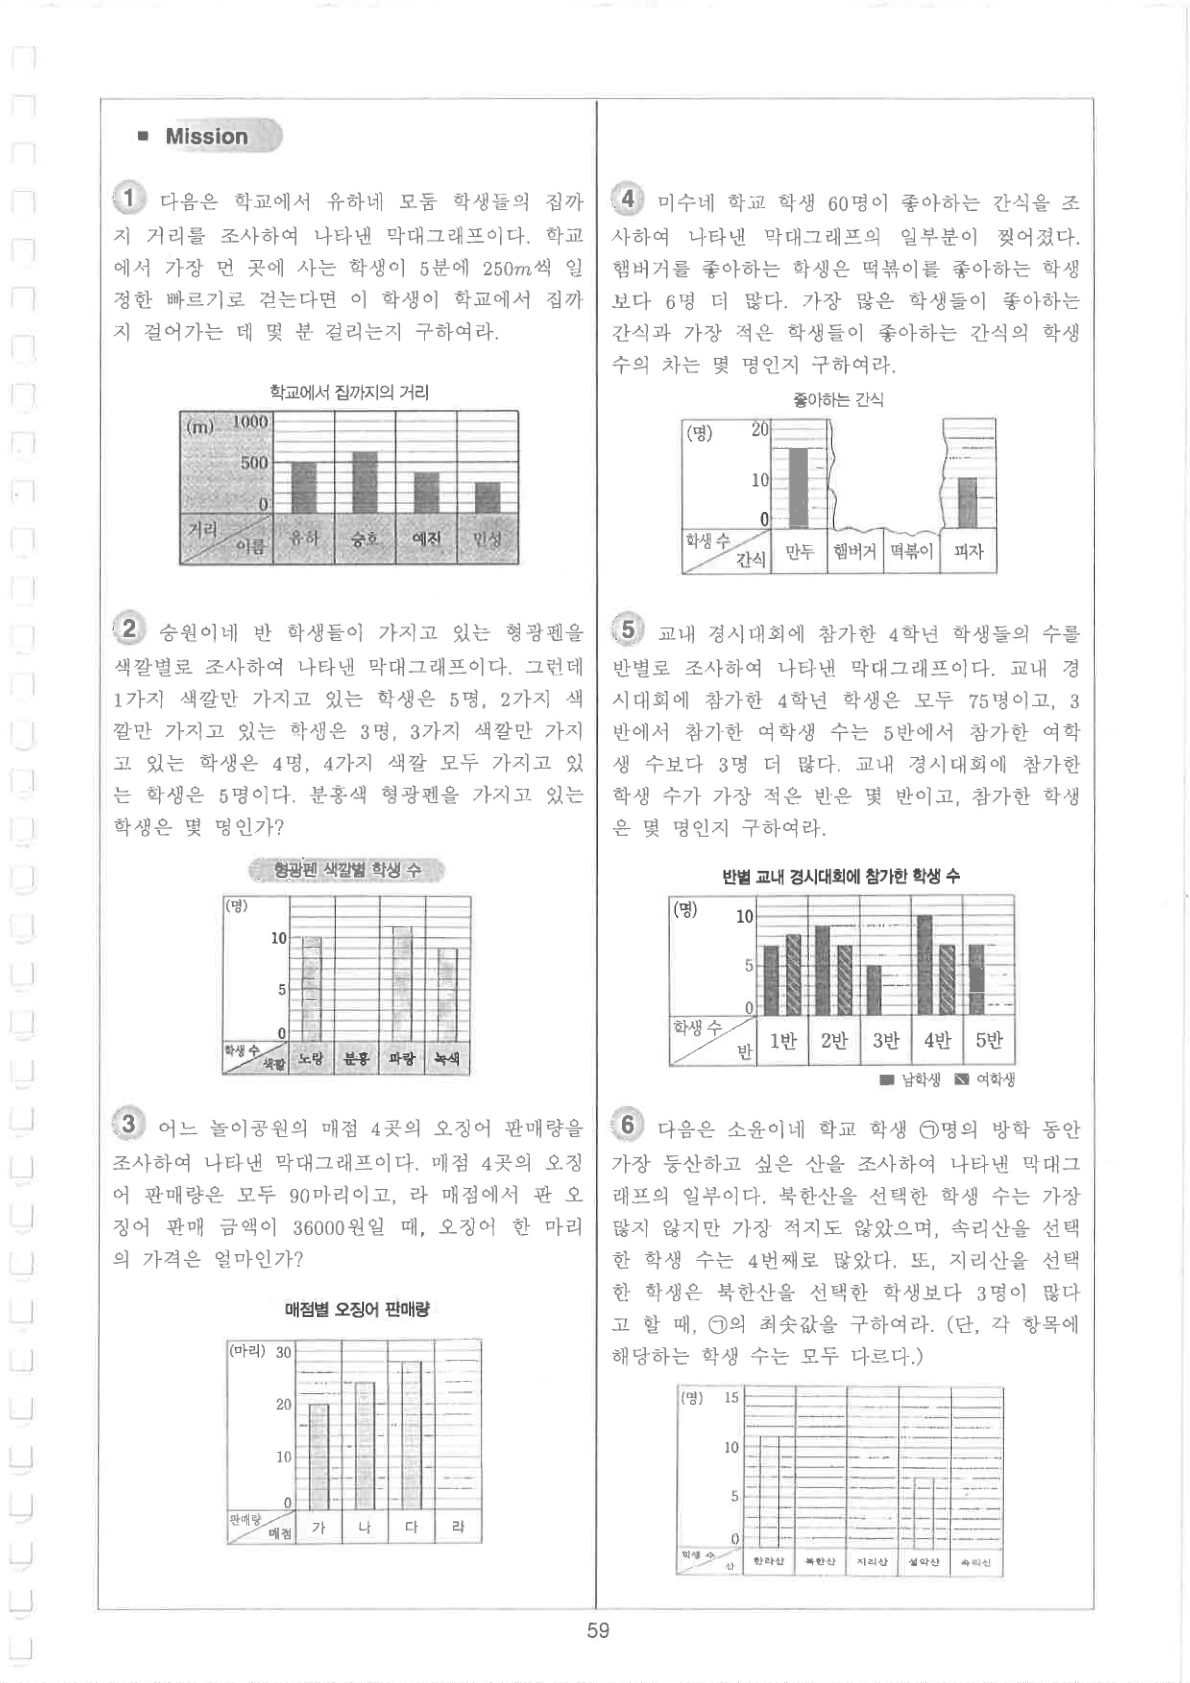 ■ Mission
1 다음은 학교에서 유하네 모둠 학생들의 집까
지 거리를 조사하여 나타낸 막대그래프이다. 학교
에서 가장 먼 곳에 사는 학생이 5분에 250m씩 일
정한 빠르기로 걷는다면 이 학생이 학교에서 집까
지 걸어가는 데 몇 분 걸리는지 구하여라.
학교에서 집까지의 거리
(m) 1000
500
0
거리
이름
유하 승호 예진 민성
2 승원이네 반 학생들이 가지고 있는 형광펜을
색깔별로 조사하여 나타낸 막대그래프이다. 그런데
1가지 색깔만 가지고 있는 학생은 5명, 2가지 색
깔만 가지고 있는 학생은 3명, 3가지 색깔만 가지
고 있는 학생은 4명, 4가지 색깔 모두 가지고 있
는 학생은 5명이다. 분홍색 형광펜을 가지고 있는
학생은 몇 명인가?
형광펜 색깔별 학생 수
(명)
10
5
0
학생 수
색깔
노랑 분홍 파랑 녹색
3 어느 놀이공원의 매점 4곳의 오징어 판매량을
조사하여 나타낸 막대그래프이다. 매점 4곳의 오징
어 판매량은 모두 90마리이고, 라 매점에서 판 오
징어 판매 금액이 36000원일 때, 오징어 한 마리
의 가격은 얼마인가?
매점별 오징어 판매량
(마리) 30
20
10
0
판매량
매점
가 나 다 라
4 미수네 학교 학생 60명이 좋아하는 간식을 조
사하여 나타낸 막대그래프의 일부분이 찢어졌다.
햄버거를 좋아하는 학생은 떡볶이를 좋아하는 학생
보다 6명 더 많다. 가장 많은 학생들이 좋아하는
간식과 가장 적은 학생들이 좋아하는 간식의 학생
수의 차는 몇 명인지 구하여라.
좋아하는 간식
(명) 20
10
0
학생 수
간식
만두 햄버거 떡볶이 피자
5 교내 경시대회에 참가한 4학년 학생들의 수를
반별로 조사하여 나타낸 막대그래프이다. 교내 경
시대회에 참가한 4학년 학생은 모두 75명이고, 3
반에서 참가한 여학생 수는 5반에서 참가한 여학
생 수보다 3명 더 많다. 교내 경시대회에 참가한
학생 수가 가장 적은 반은 몇 반이고, 참가한 학생
은 몇 명인지 구하여라.
반별 교내 경시대회에 참가한 학생 수
(명) 10
5
0
학생 수
반
1반 2반 3반 4반 5반
남학생 여학생
6 다음은 소윤이네 학교 학생 ㉠명의 방학 동안
가장 등산하고 싶은 산을 조사하여 나타낸 막대그
래프의 일부이다. 북한산을 선택한 학생 수는 가장
많지 않지만 가장 적지도 않았으며, 속리산을 선택
한 학생 수는 4번째로 많았다. 또, 지리산을 선택
한 학생은 북한산을 선택한 학생보다 3명이 많다
고 할 때, ㉠의 최솟값을 구하여라. (단, 각 항목에
해당하는 학생 수는 모두 다르다.)
(명) 15
10
5
0
학생 수
산
한라산 북한산 지리산 설악산 속리산
59